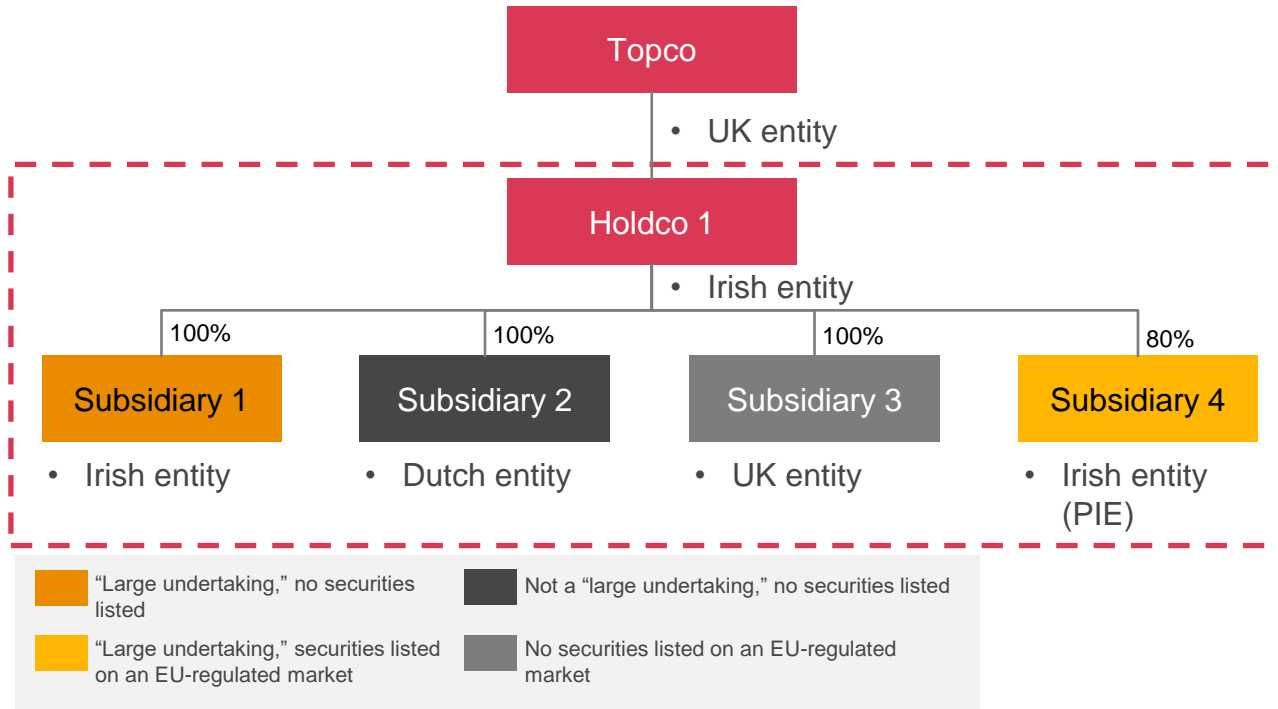 Topco
• UK entity
Holdco 1
• Irish entity
100%
100%
100%
80%
Subsidiary 1
Subsidiary 2
Subsidiary 3
Subsidiary 4
• Irish entity
• Dutch entity
• UK entity
• Irish entity
(PIE)
“Large undertaking,” no securities
listed
Not a “large undertaking,” no securities listed
“Large undertaking,” securities listed
on an EU-regulated market
No securities listed on an EU-regulated
market